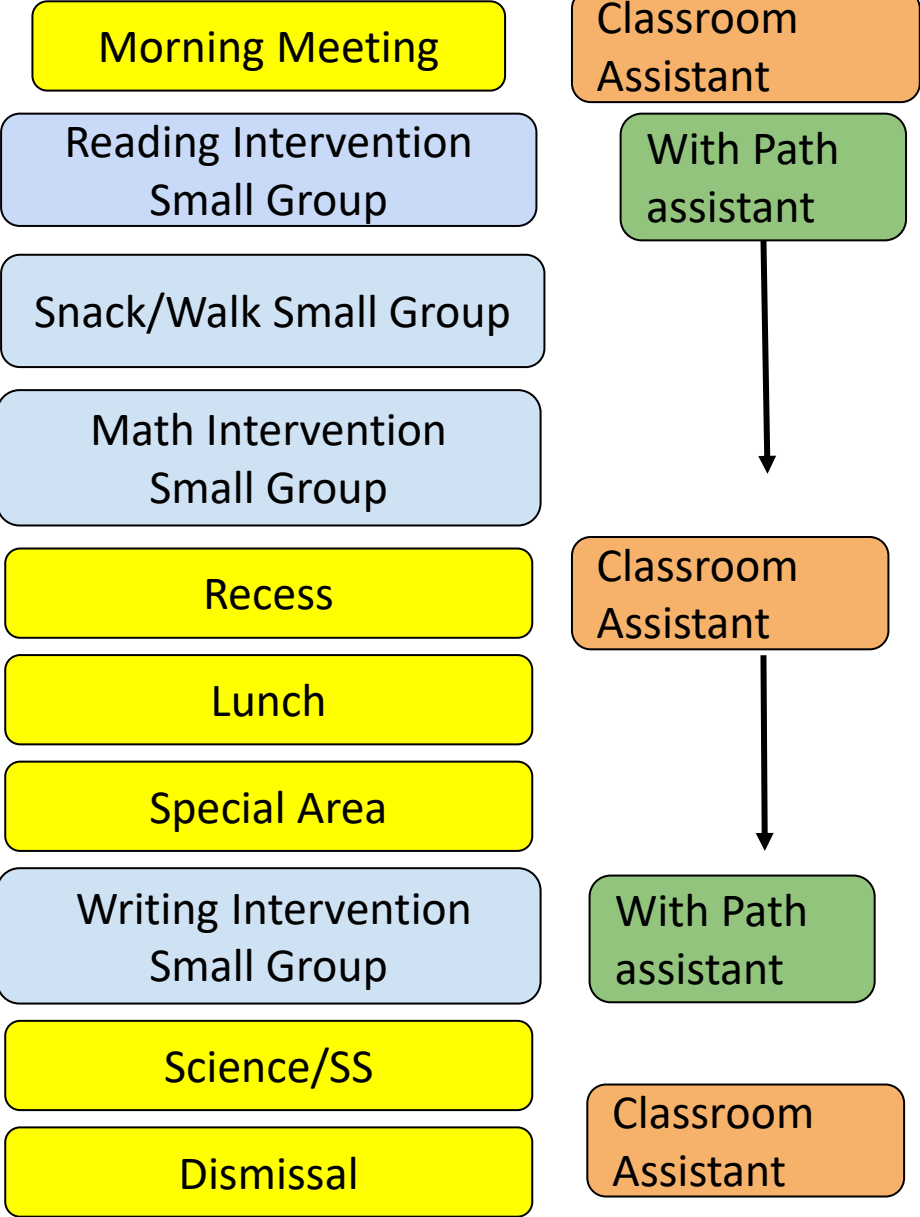 Morning Meeting
Classroom
Assistant
Reading Intervention
Small Group
With Path
assistant
Snack/Walk Small Group
Math Intervention
Small Group
Recess
Classroom
Assistant
Lunch
Special Area
Writing Intervention
Small Group
With Path
assistant
Science/SS
Dismissal
Classroom
Assistant